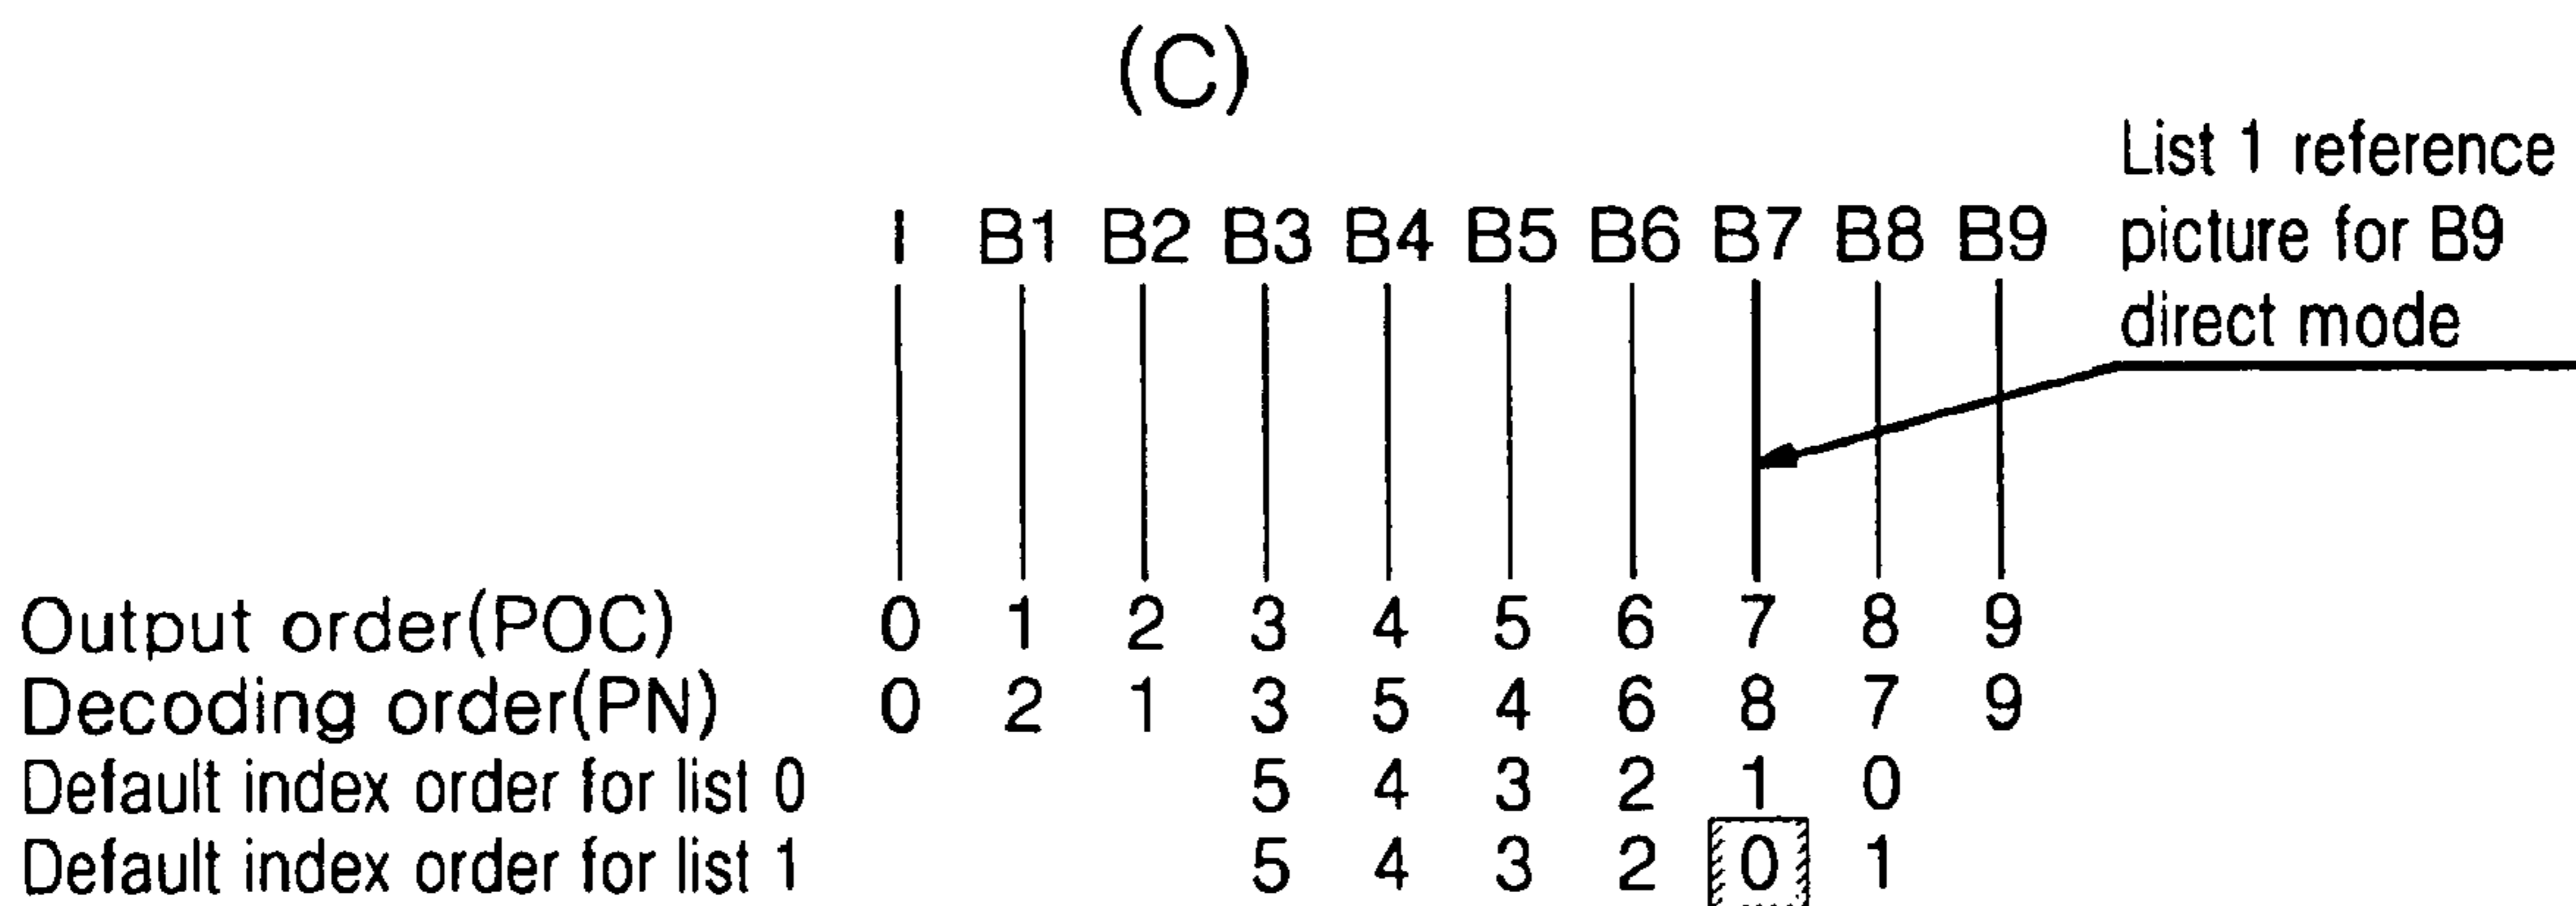 (C)
List 1 reference
picture for B9
direct mode
I B1 B2 B3 B4 B5 B6 B7 B8 B9
Output order(POC) 0 1 2 3 4 5 6 7 8 9
Decoding order(PN) 0 2 1 3 5 4 6 8 7 9
Default index order for list 0 5 4 3 2 1 0
Default index order for list 1 5 4 3 2 0 1